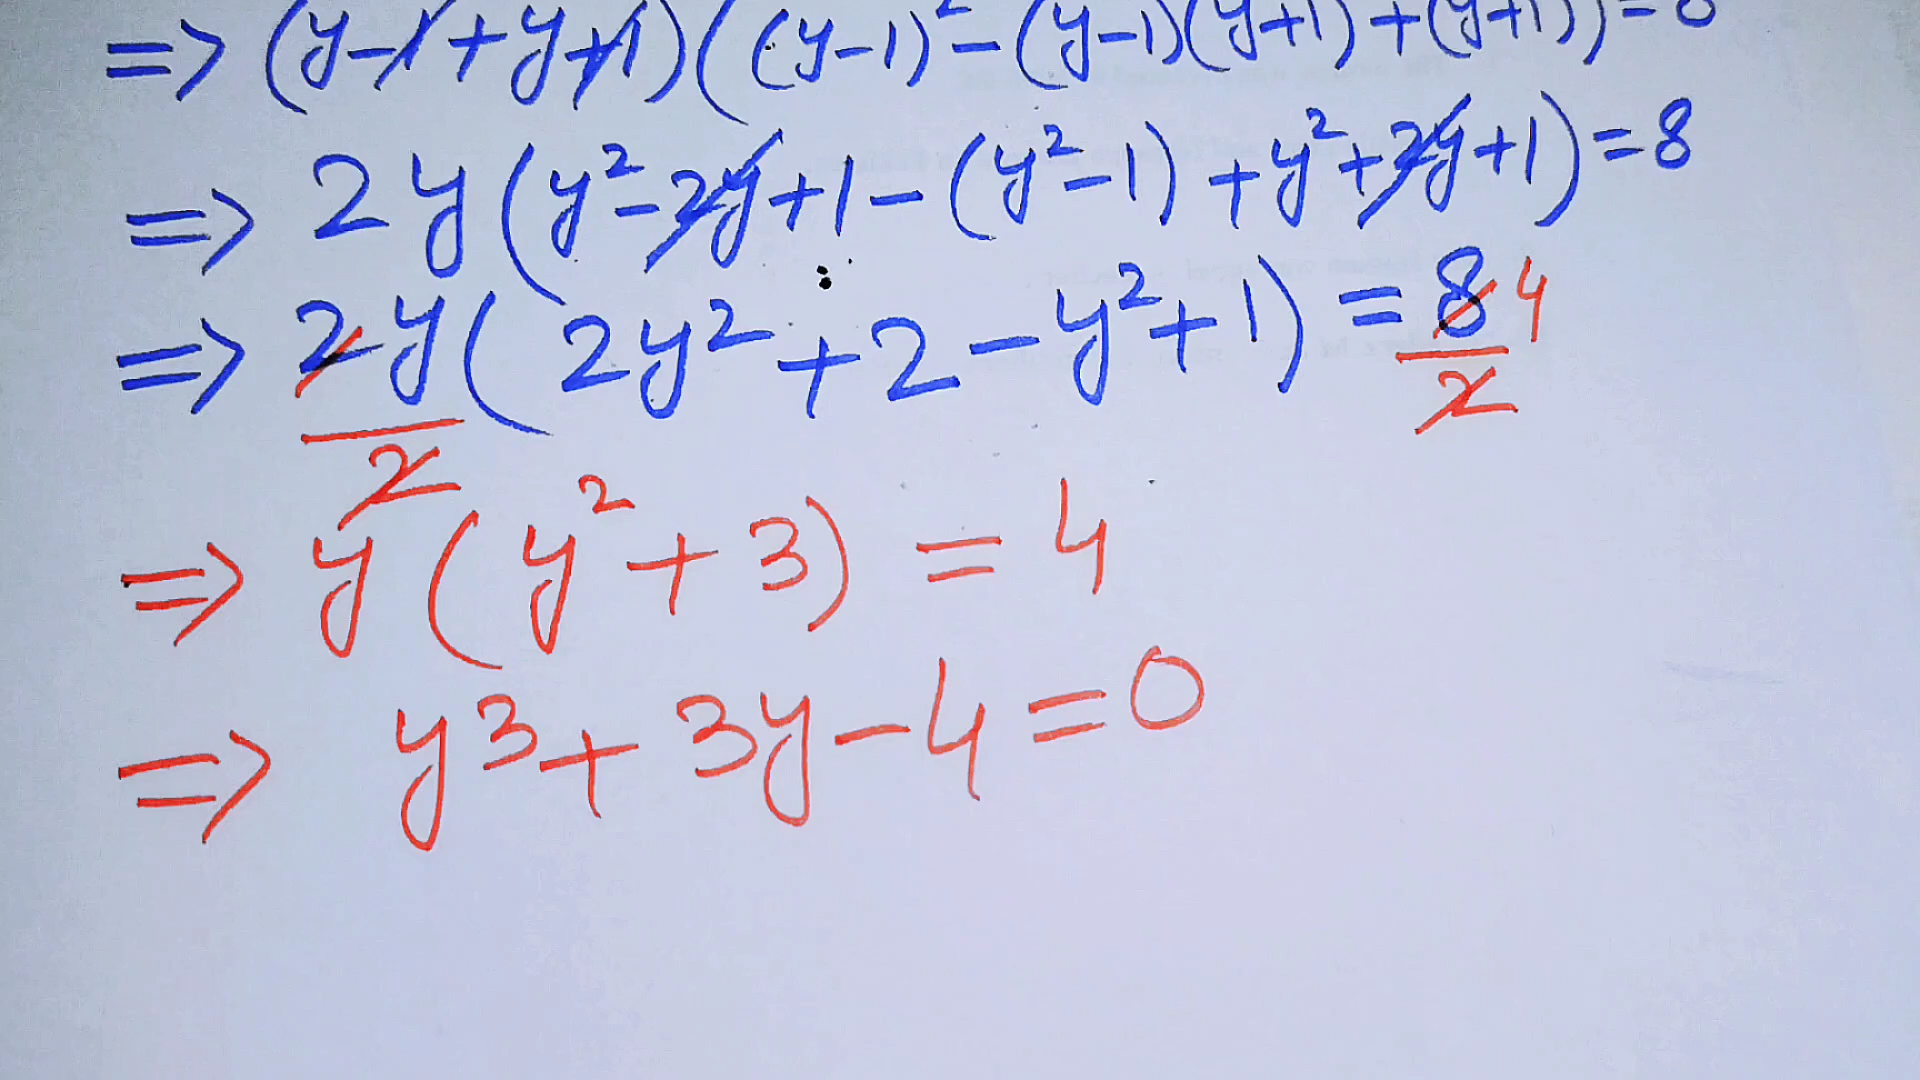 => (y-1+y+1)((y-1)²-(y-1)(y+1)+(y+1)²)=8
=> 2y(y²-2y+1-(y²-1)+y²+2y+1)=8
=> 2y/2(2y²+2-y²+1)=8/2 4
=> y(y²+3)=4
=> y³+3y-4=0